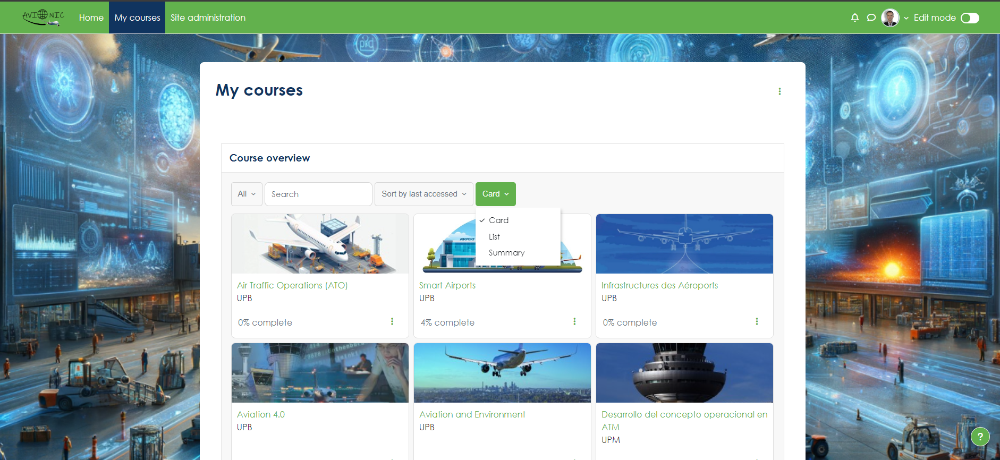 AVIONIC
Home
My courses
Site administration
Edit mode
My courses
Course overview
All
Search
Sort by last accessed
Card
Card
List
Summary
AIRPORT
Air Traffic Operations (ATO)
UPB
0% complete
Smart Airports
UPB
4% complete
Infrastructures des Aéroports
UPB
0% complete
Aviation 4.0
UPB
Aviation and Environment
UPB
Desarrollo del concepto operacional en
ATM
UPM
?